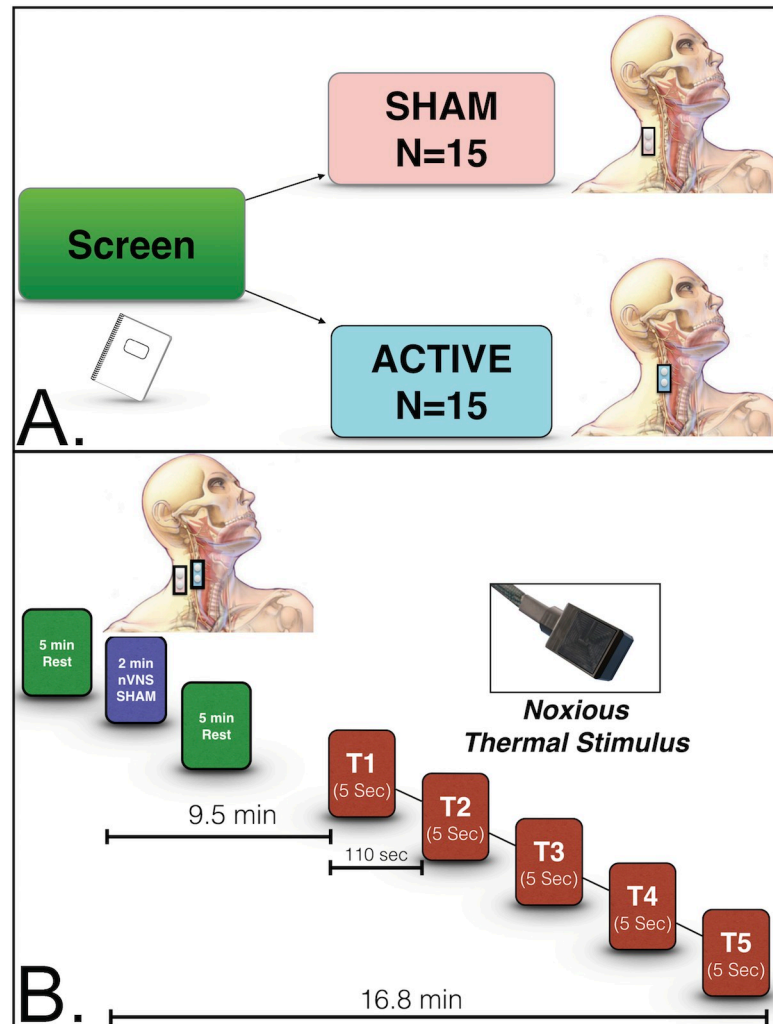 SHAM
N=15
Screen
ACTIVE
N=15
A.
5 min
Rest
2 min
nVNS
SHAM
5 min
Rest
Noxious
Thermal Stimulus
T1
(5 Sec)
9.5 min
T2
(5 Sec)
110 sec
T3
(5 Sec)
T4
(5 Sec)
T5
(5 Sec)
16.8 min
B.